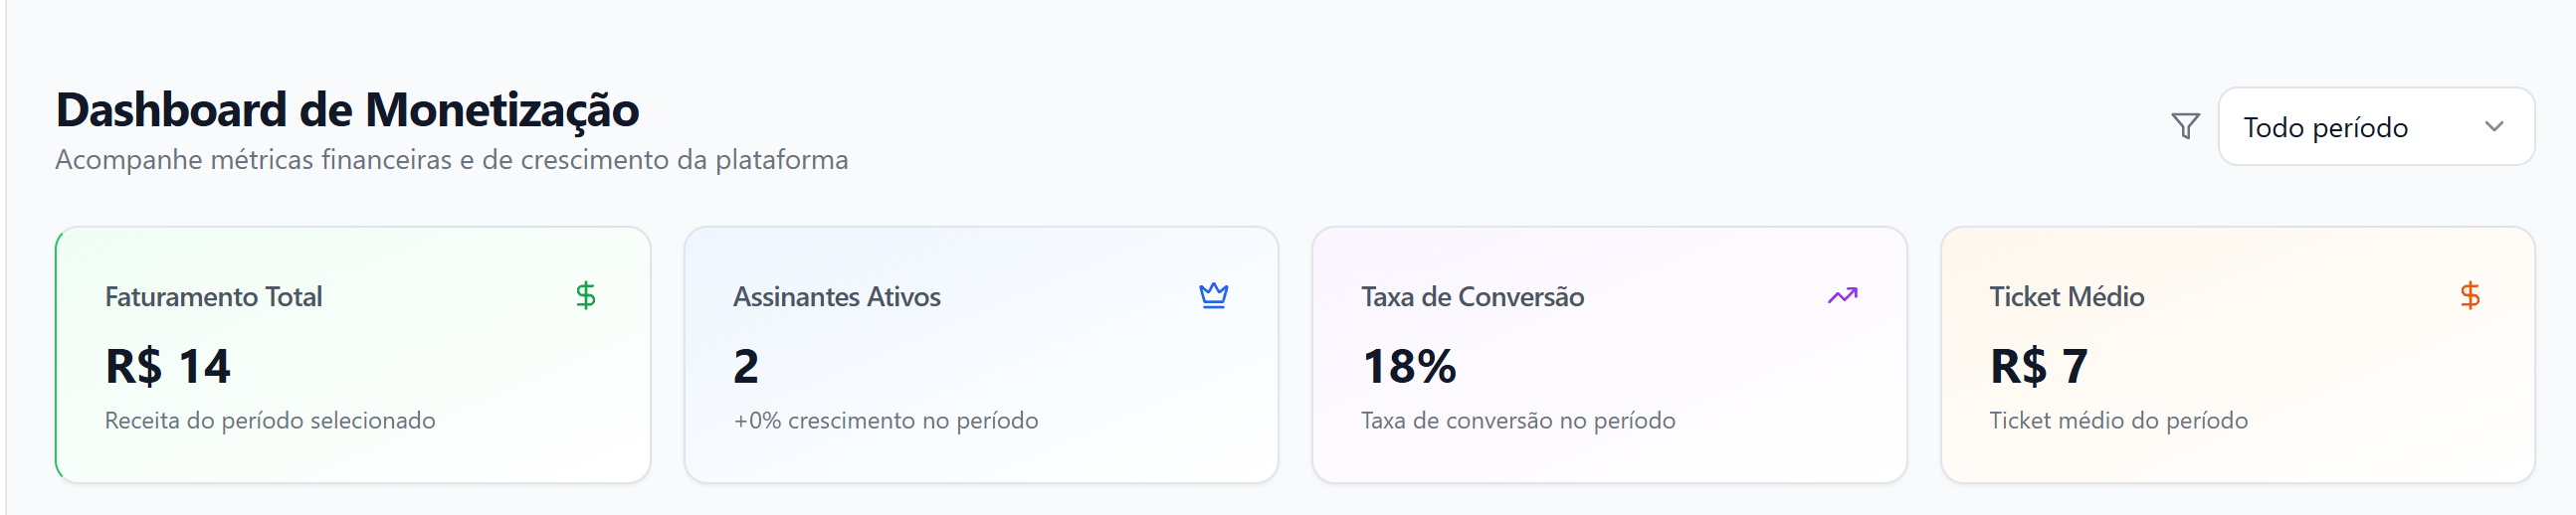 Dashboard de Monetização
Acompanhe métricas financeiras e de crescimento da plataforma
Todo período
Faturamento Total
R$ 14
Receita do período selecionado
Assinantes Ativos
2
+0% crescimento no período
Taxa de Conversão
18%
Taxa de conversão no período
Ticket Médio
R$ 7
Ticket médio do período